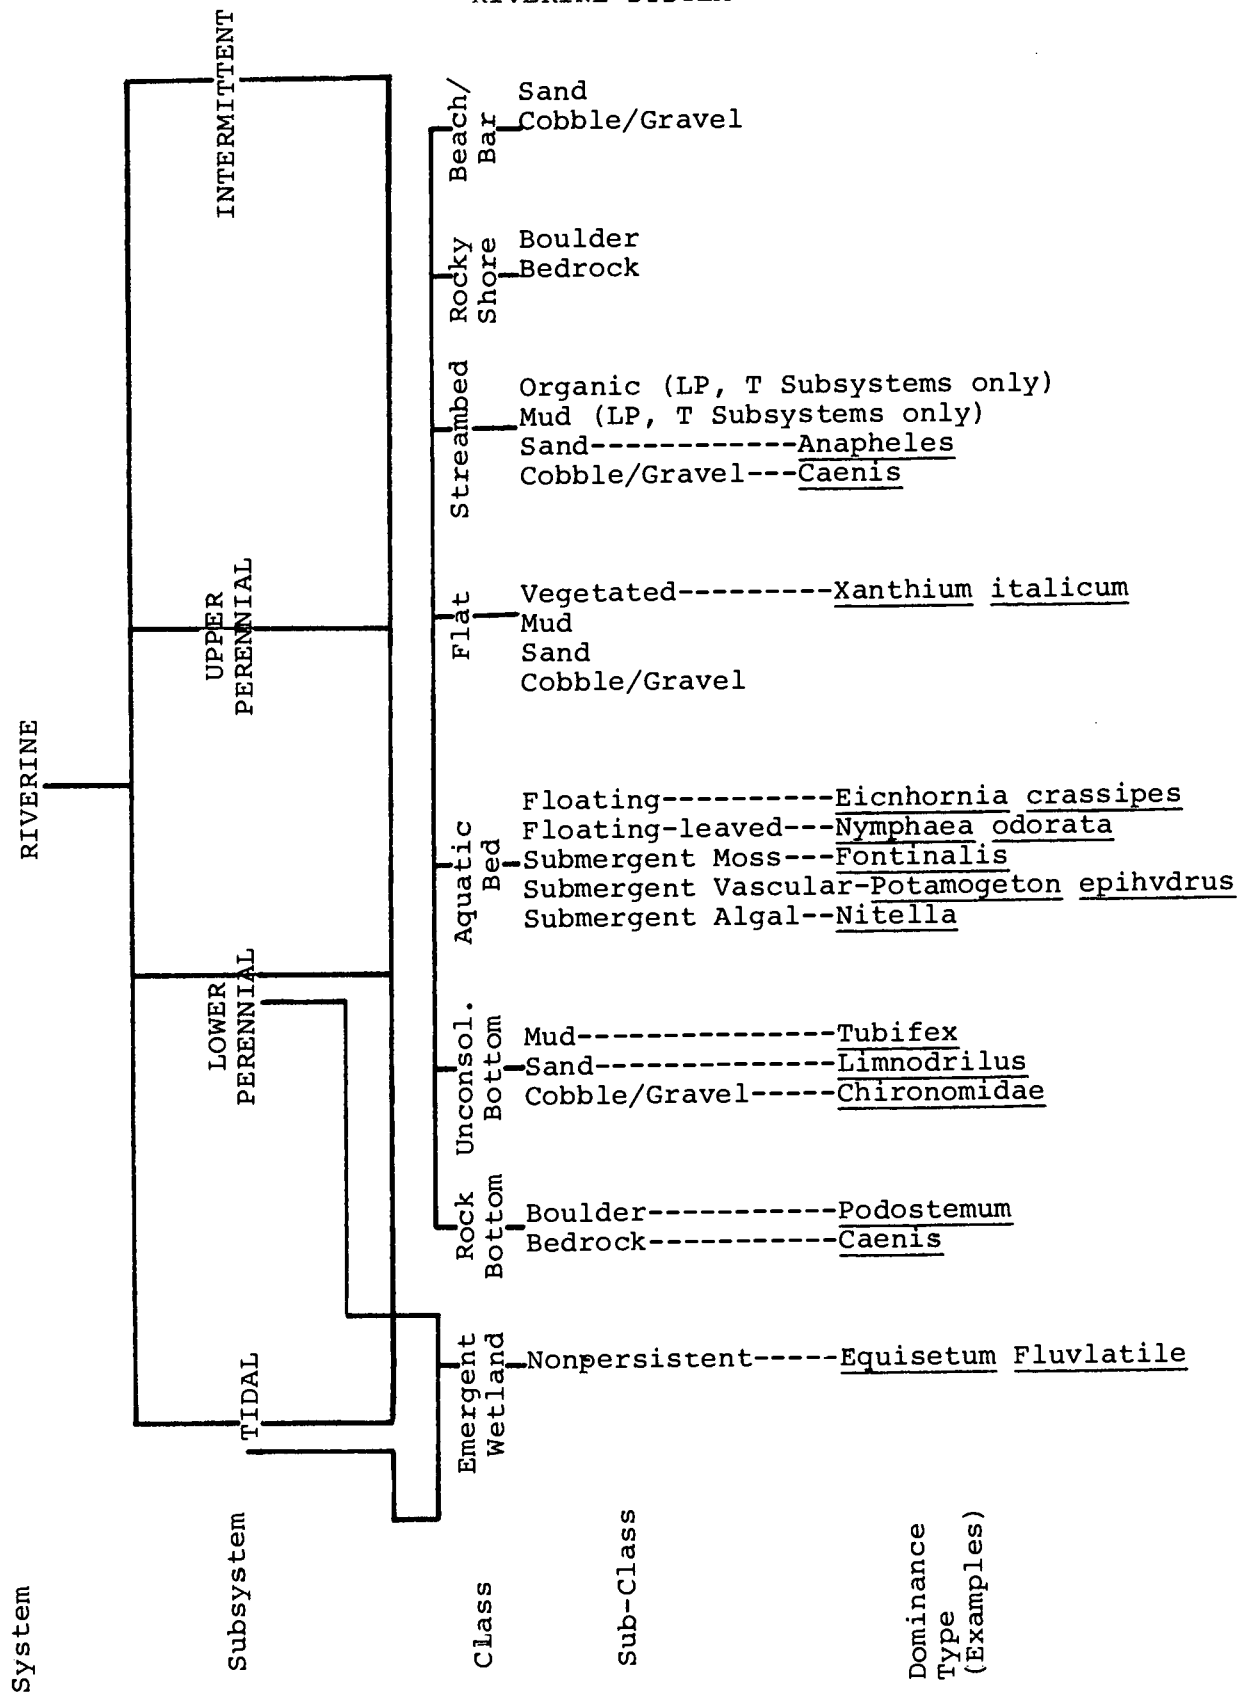 RIVERINE SYSTEM
System
RIVERINE
Subsystem
TIDAL
LOWER
PERENNIAL
UPPER
PERENNIAL
INTERMITTENT
Class
Emergent
Wetland
Rock
Bottom
Unconsol.
Bottom
Aquatic
Bed
Flat
Streambed
Rocky
Shore
Beach/
Bar
Sub-Class
Dominance
Type
(Examples)
Sand
Cobble/Gravel
Boulder
Bedrock
Organic (LP, T Subsystems only)
Mud (LP, T Subsystems only)
Sand------------Anapheles
Cobble/Gravel---Caenis
Vegetated---------Xanthium italicum
Mud
Sand
Cobble/Gravel
Floating----------Eicnhornia crassipes
Floating-leaved---Nymphaea odorata
Submergent Moss---Fontinalis
Submergent Vascular-Potamogeton epihvdrus
Submergent Algal--Nitella
Mud---------------Tubifex
Sand--------------Limnodrilus
Cobble/Gravel-----Chironomidae
Boulder-----------Podostemum
Bedrock-----------Caenis
Nonpersistent-----Equisetum Fluvlatile